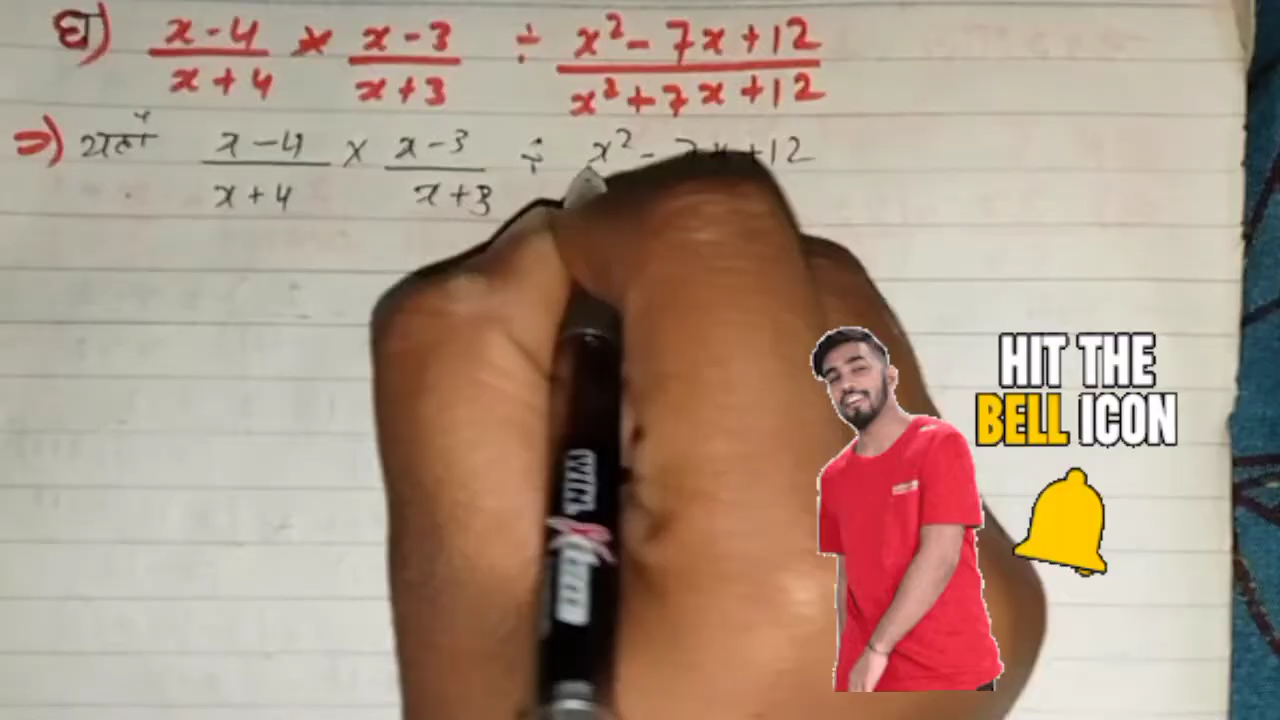 घ) x-4/x+4 × x-3/x+3 ÷ x²-7x+12/x²+7x+12
⇒) यहाँ x-4/x+4 × x-3/x+3 ÷ x²-7x+12
HIT THE
BELL ICON